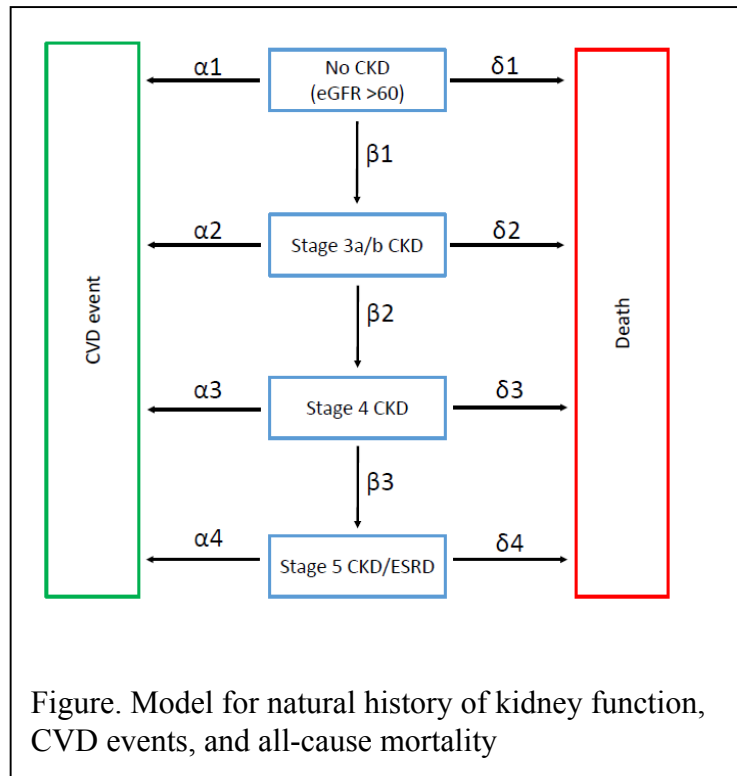 α1
No CKD
(eGFR >60)
δ1
β1
α2
Stage 3a/b CKD
δ2
β2
CVD event
Death
α3
Stage 4 CKD
δ3
β3
α4
Stage 5 CKD/ESRD
δ4
Figure. Model for natural history of kidney function,
CVD events, and all-cause mortality